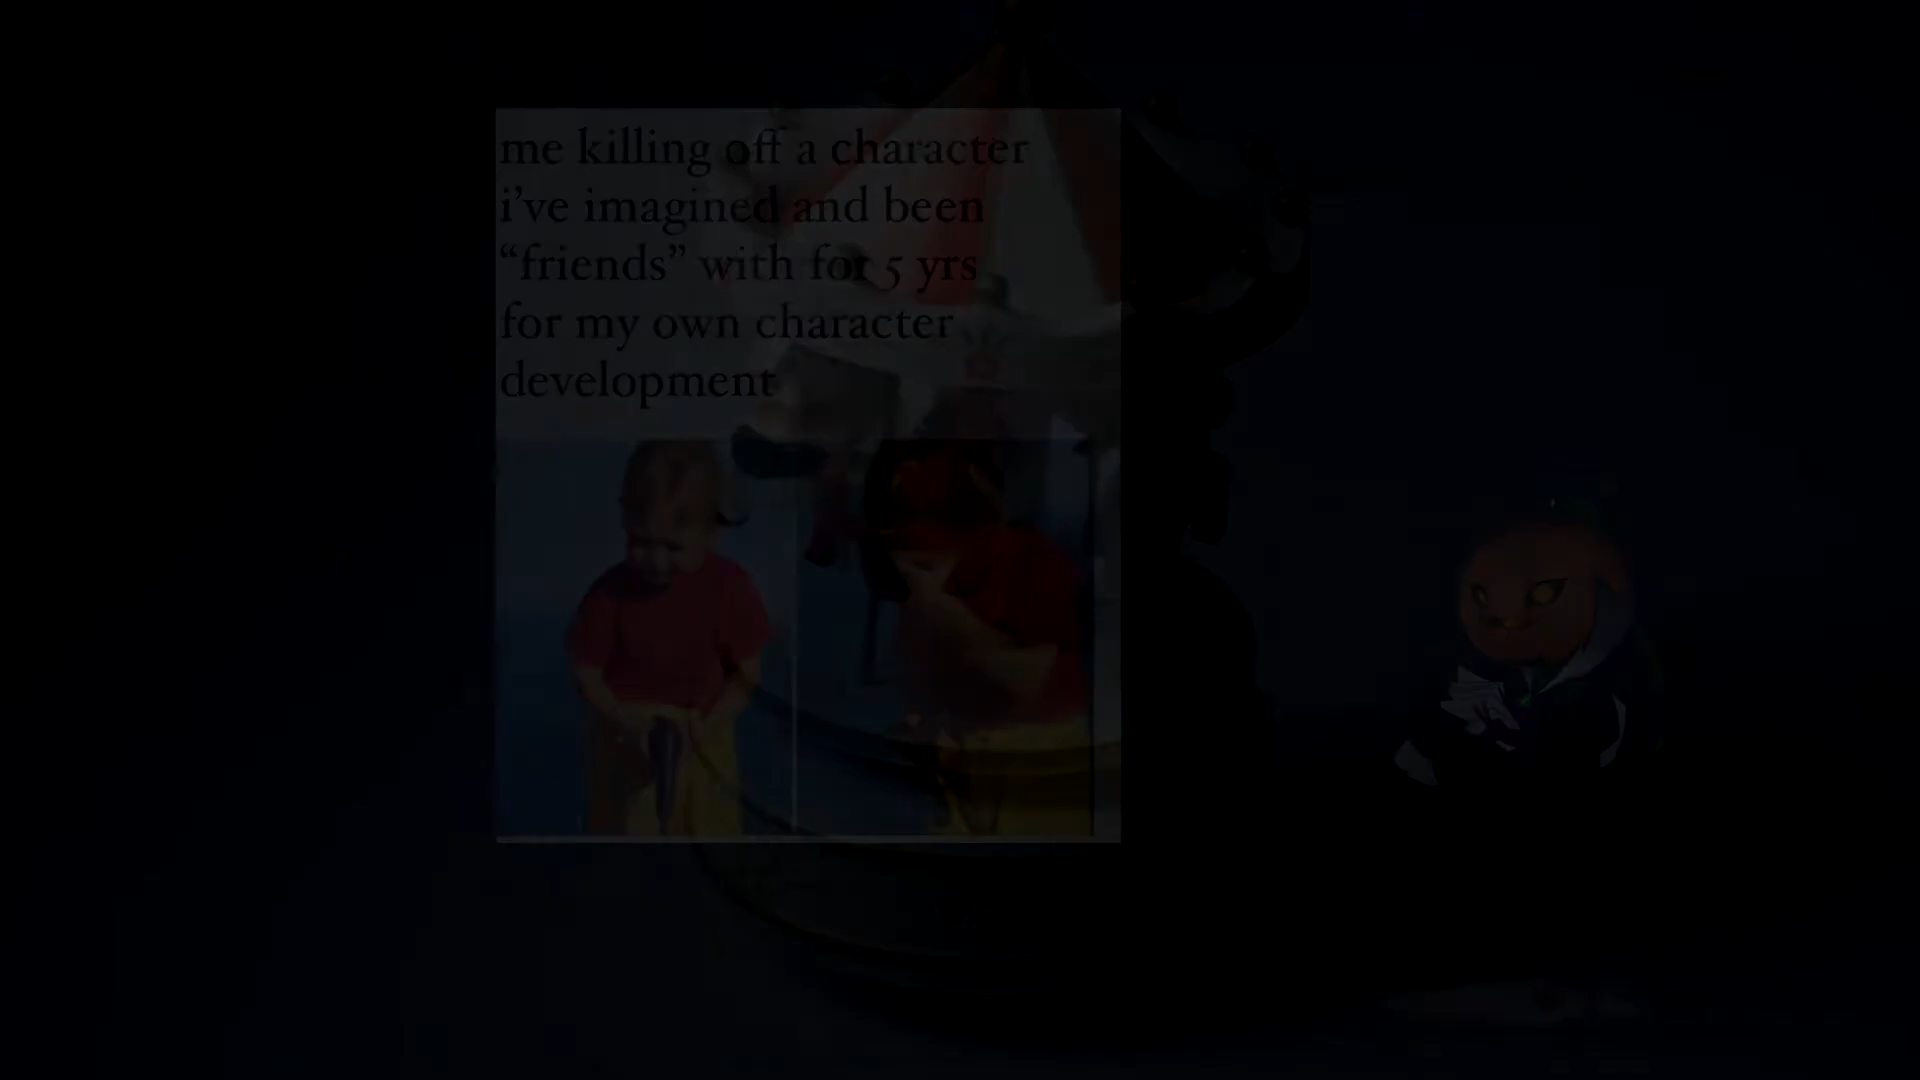 me killing off a character
i've imagined and been
“friends” with for 5 yrs
for my own character
development